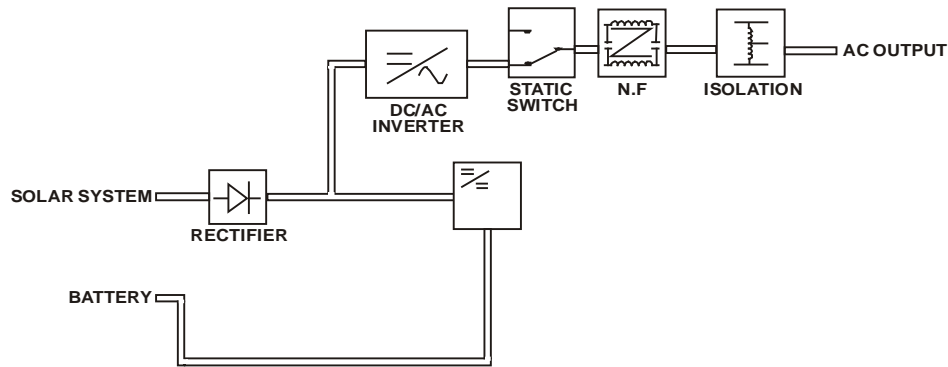 AC OUTPUT
STATIC
SWITCH
N.F
ISOLATION
DC/AC
INVERTER
SOLAR SYSTEM
RECTIFIER
BATTERY